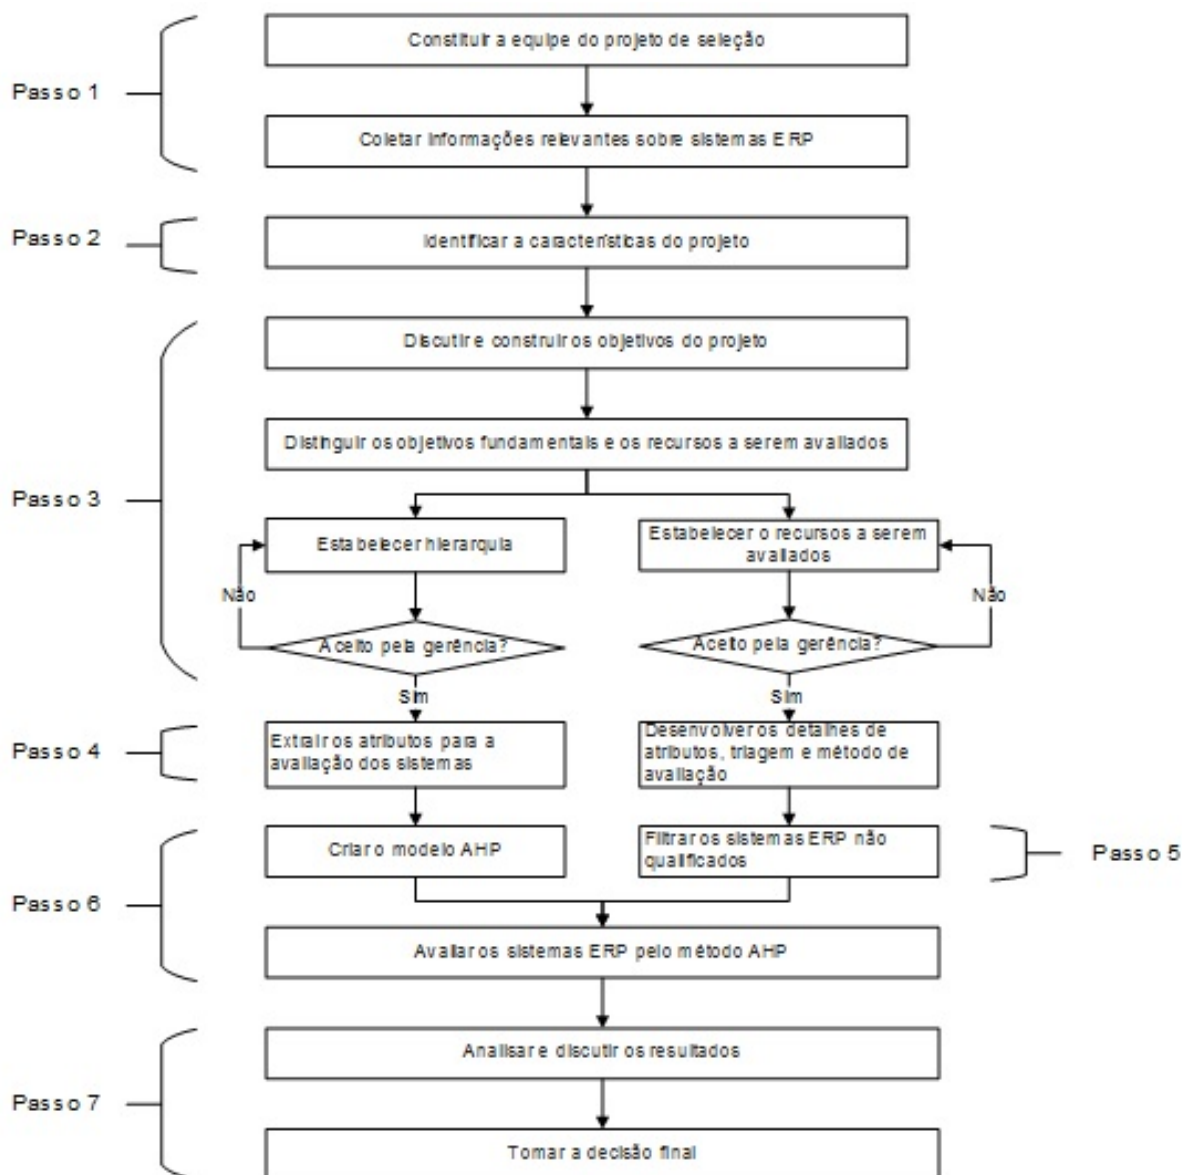 Passo 1
Constituir a equipe do projeto de seleção
Coletar informações relevantes sobre sistemas ERP
Passo 2
Identificar a características do projeto
Passo 3
Discutir e construir os objetivos do projeto
Distinguir os objetivos fundamentais e os recursos a serem avaliados
Estabelecer hierarquia
Estabelecer o recursos a serem
avaliados
Não
Não
Aceito pela gerência?
Aceito pela gerência?
Sim
Sim
Passo 4
Extrair os atributos para a
avaliação dos sistemas
Desenvolver os detalhes de
atributos, triagem e método de
avaliação
Passo 6
Criar o modelo AHP
Filtrar os sistemas ERP não
qualificados
Passo 5
Avaliar os sistemas ERP pelo método AHP
Passo 7
Analisar e discutir os resultados
Tomar a decisão final